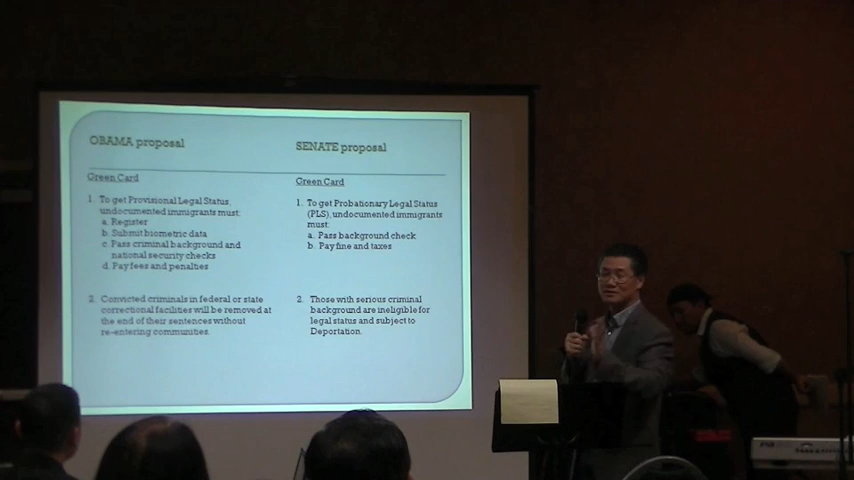 OBAMA proposal
Green Card
1. To get Provisional Legal Status,
undocumented immigrants must:
a. Register
b. Submit biometric data
c. Pass criminal background and
national security checks
d. Pay fees and penalties
2. Convicted criminals in federal or state
correctional facilities will be removed at
the end of their sentences without
re-entering communities.
SENATE proposal
Green Card
1. To get Probationary Legal Status
(PLS), undocumented immigrants
must:
a. Pass background check
b. Pay fine and taxes
2. Those with serious criminal
background are ineligible for
legal status and subject to
Deportation.